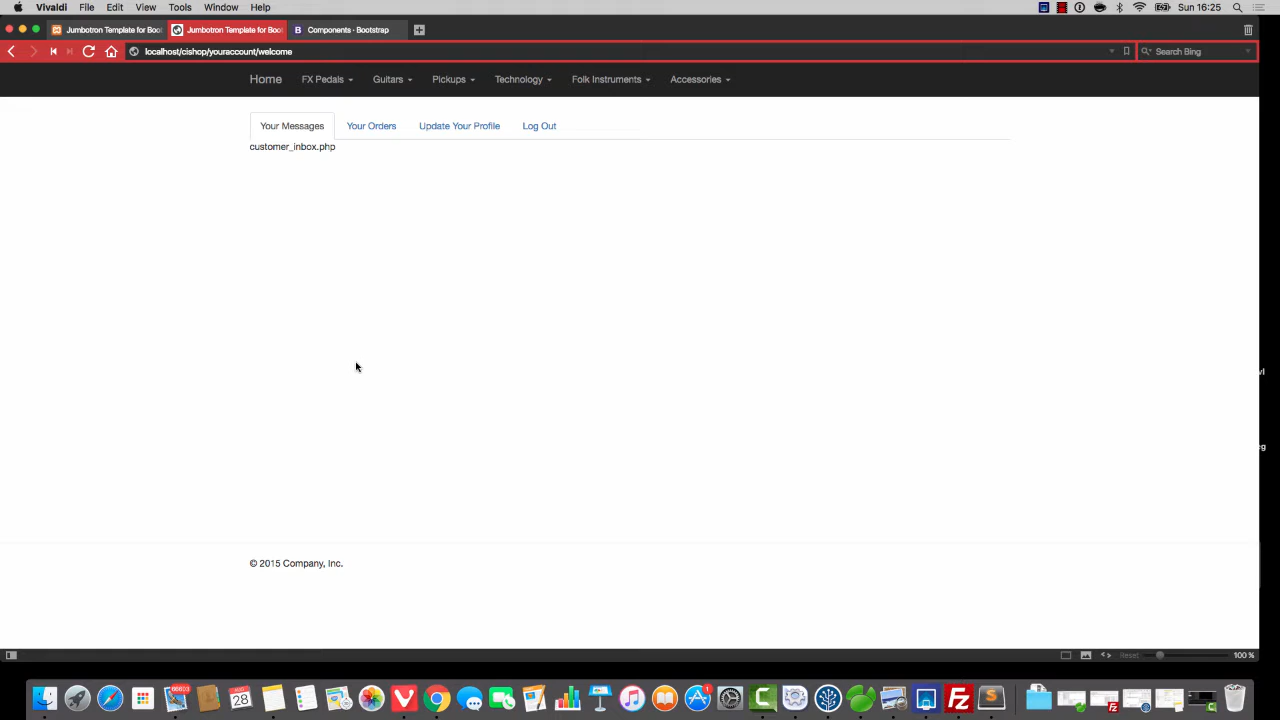 Vivaldi File Edit View Tools Window Help Sun 16:25
Jumbotron Template for Boo Jumbotron Template for Boo Components · Bootstrap
localhost/cishop/youraccount/welcome Search Bing
Home FX Pedals Guitars Pickups Technology Folk Instruments Accessories
Your Messages Your Orders Update Your Profile Log Out
customer_inbox.php
© 2015 Company, Inc.
Reset 100 %